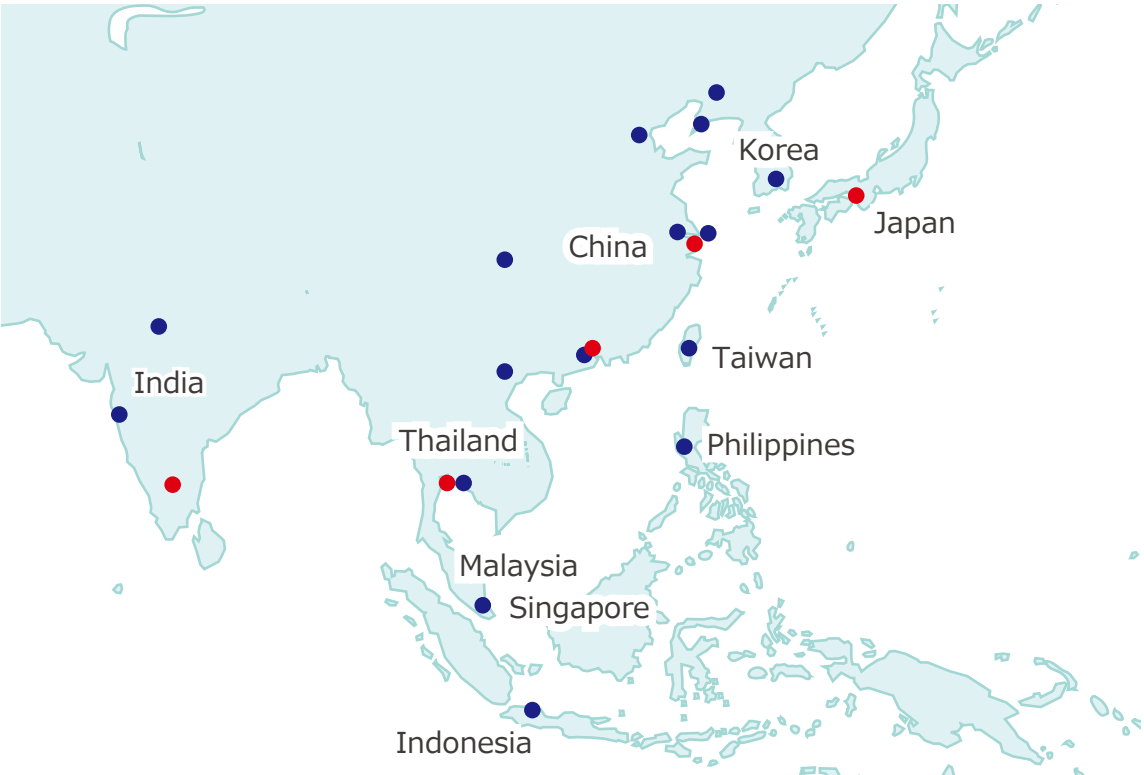 Korea
Japan
China
Taiwan
India
Thailand
Philippines
Malaysia
Singapore
Indonesia